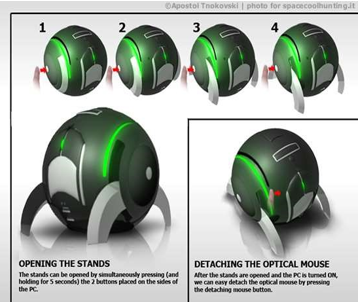 ©Apostol Tnokovski | photo for spacecoolhunting.it
1 2 3 4
OPENING THE STANDS
The stands can be opened by simultaneously pressing (and
holding for 5 seconds) the 2 buttons placed on the sides of
the PC.
DETACHING THE OPTICAL MOUSE
After the stands are opened and the PC is turned ON,
we can easy detach the optical mouse by pressing
the detaching mouse button.